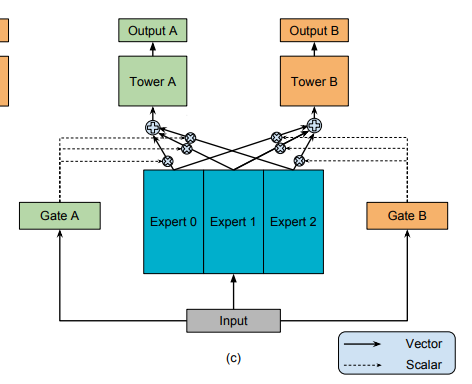 Output A
Output B
Tower A
Tower B
Gate A
Expert 0
Expert 1
Expert 2
Gate B
Input
(c)
Vector
Scalar